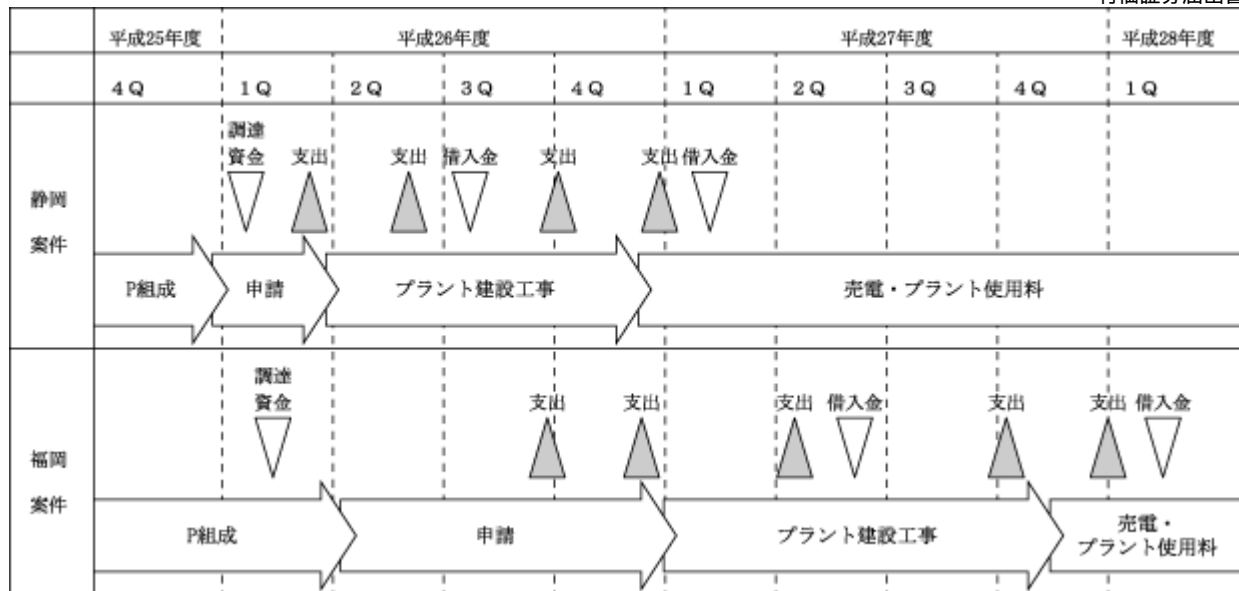 平成25年度 平成26年度 平成27年度 平成28年度
4Q 1Q 2Q 3Q 4Q 1Q 2Q 3Q 4Q 1Q
静岡
案件
調達
資金 支出 支出 借入金 支出 支出 借入金
P組成 申請 プラント建設工事 売電・プラント使用料
福岡
案件
調達
資金 支出 支出 支出 借入金 支出 支出 借入金
P組成 申請 プラント建設工事 売電・
プラント使用料